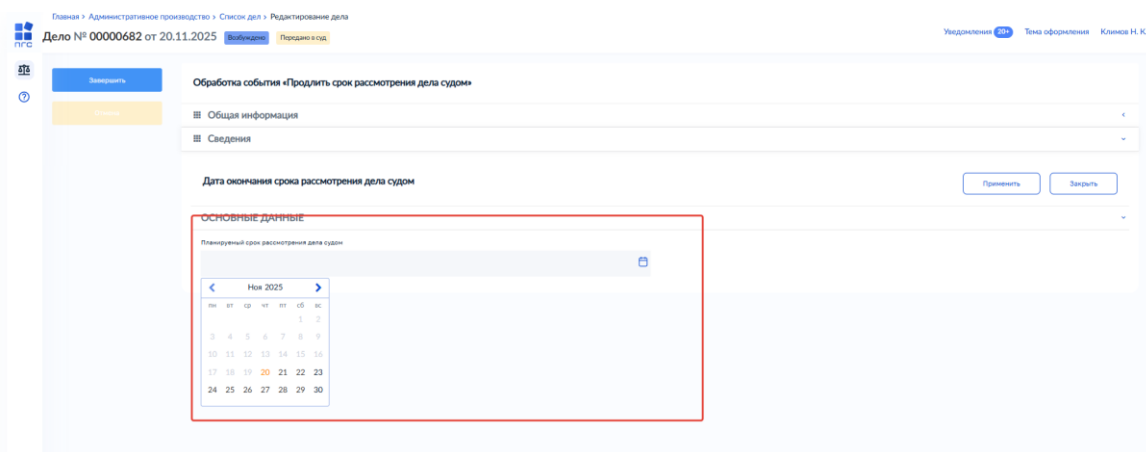 Главная > Административное производство > Список дел > Редактирование дела
ПГС
Дело № 00000682 от 20.11.2025 Возбуждено Передано в суд
Уведомления 20+ Тема оформления Климов Н. К
Завершить
Обработка события «Продлить срок рассмотрения дела судом»
Общая информация
Сведения
Дата окончания срока рассмотрения дела судом
Применить Закрыть
ОСНОВНЫЕ ДАННЫЕ
Планируемый срок рассмотрения дела судом
Ноя 2025
пн вт ср чт пт сб вс
1 2
3 4 5 6 7 8 9
10 11 12 13 14 15 16
17 18 19 20 21 22 23
24 25 26 27 28 29 30